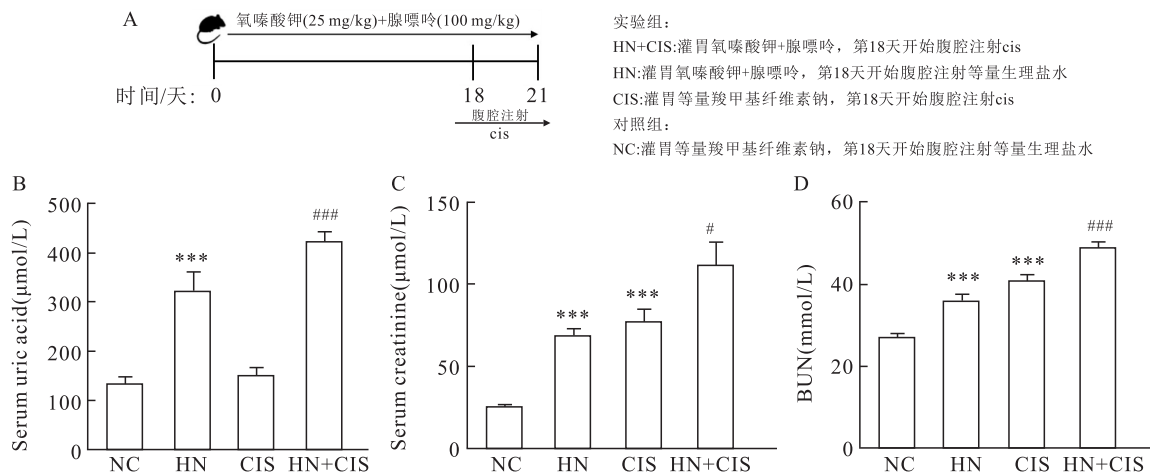 A
氧嗪酸钾(25 mg/kg)+腺嘌呤(100 mg/kg)
时间/天: 0 18 21
腹腔注射
cis
实验组：
HN+CIS:灌胃氧嗪酸钾+腺嘌呤，第18天开始腹腔注射cis
HN:灌胃氧嗪酸钾+腺嘌呤，第18天开始腹腔注射等量生理盐水
CIS:灌胃等量羧甲基纤维素钠，第18天开始腹腔注射cis
对照组：
NC:灌胃等量羧甲基纤维素钠，第18天开始腹腔注射等量生理盐水
B
Serum uric acid(μmol/L)
500
400
300
200
100
0
***
###
NC HN CIS HN+CIS
C
Serum creatinine(μmol/L)
150
100
50
0
***
***
#
NC HN CIS HN+CIS
D
BUN(mmol/L)
60
40
20
0
***
***
###
NC HN CIS HN+CIS